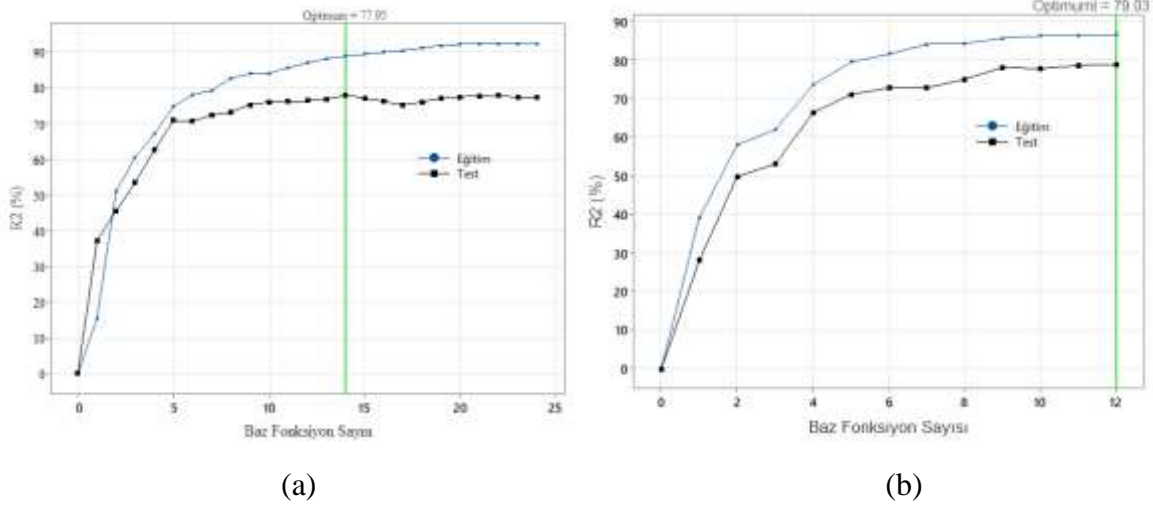 Optimum = 77.95
R2 (%)
90
80
70
60
50
40
30
20
10
0
Eğitim
Test
0 5 10 15 20 25
Baz Fonksiyon Sayısı
(a)
Optimuml = 79.03
R2 (%)
90
80
70
60
50
40
30
20
10
0
Eğitim
Test
0 2 4 6 8 10 12
Baz Fonksiyon Sayısı
(b)